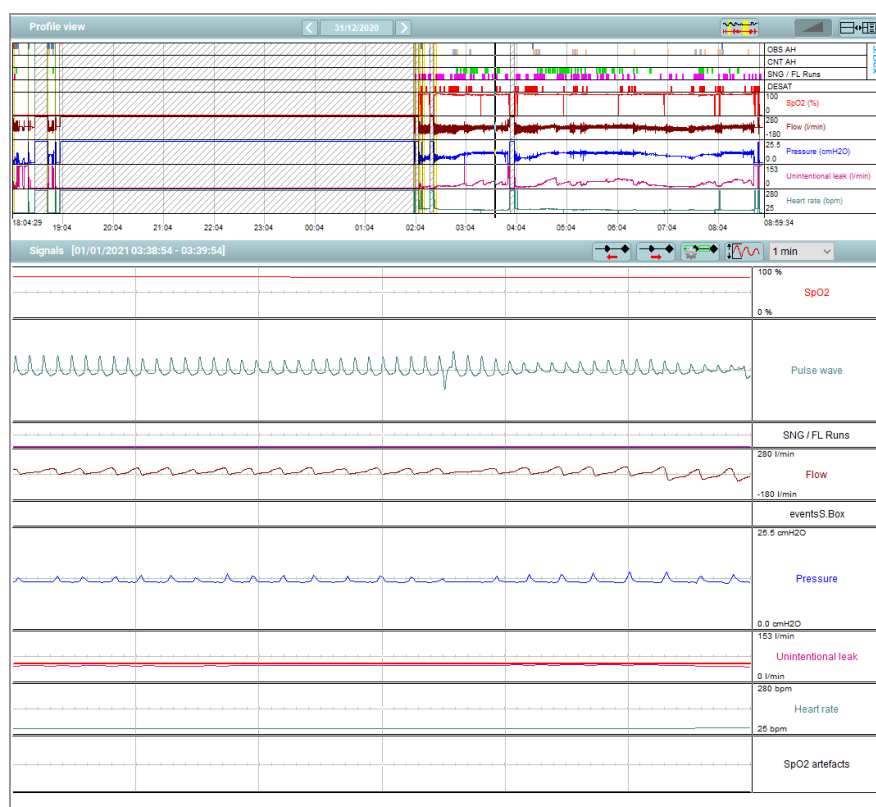 Profile view
31/12/2020
OBS AH
CNT AH
SNG / FL Runs
DESAT
100
SpO2 (%)
0
280
Flow (l/min)
-180
25.5
Pressure (cmH2O)
0.0
153
Unintentional leak (l/min)
0
280
Heart rate (bpm)
25
18:04:29 19:04 20:04 21:04 22:04 23:04 00:04 01:04 02:04 03:04 04:04 05:04 06:04 07:04 08:04 08:59:34
Signals [01/01/2021 03:38:54 - 03:39:54]
1 min
100 %
SpO2
0 %
Pulse wave
SNG / FL Runs
280 l/min
Flow
-180 l/min
eventsS.Box
25.5 cmH2O
Pressure
0.0 cmH2O
153 l/min
Unintentional leak
0 l/min
280 bpm
Heart rate
25 bpm
SpO2 artefacts